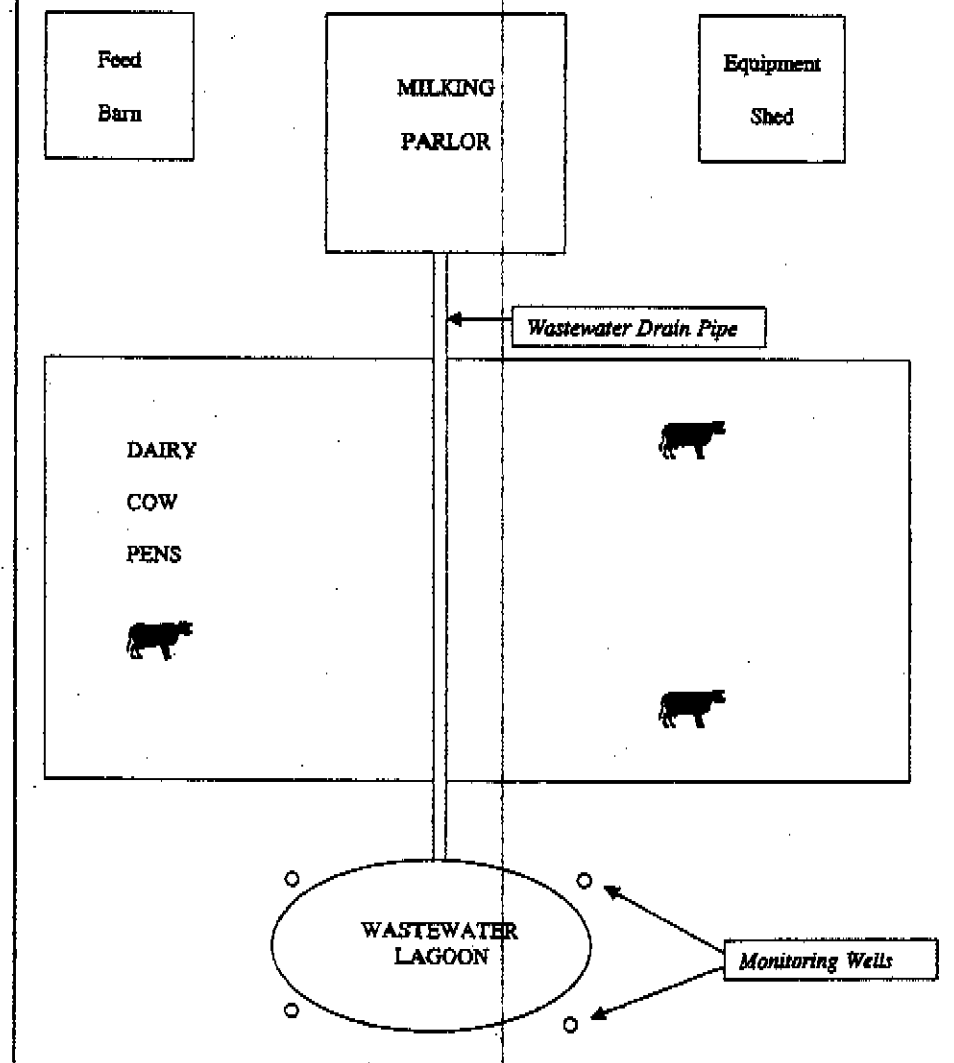 Feed
Barn
MILKING
PARLOR
Equipment
Shed
Wastewater Drain Pipe
DAIRY
COW
PENS
WASTEWATER
LAGOON
Monitoring Wells